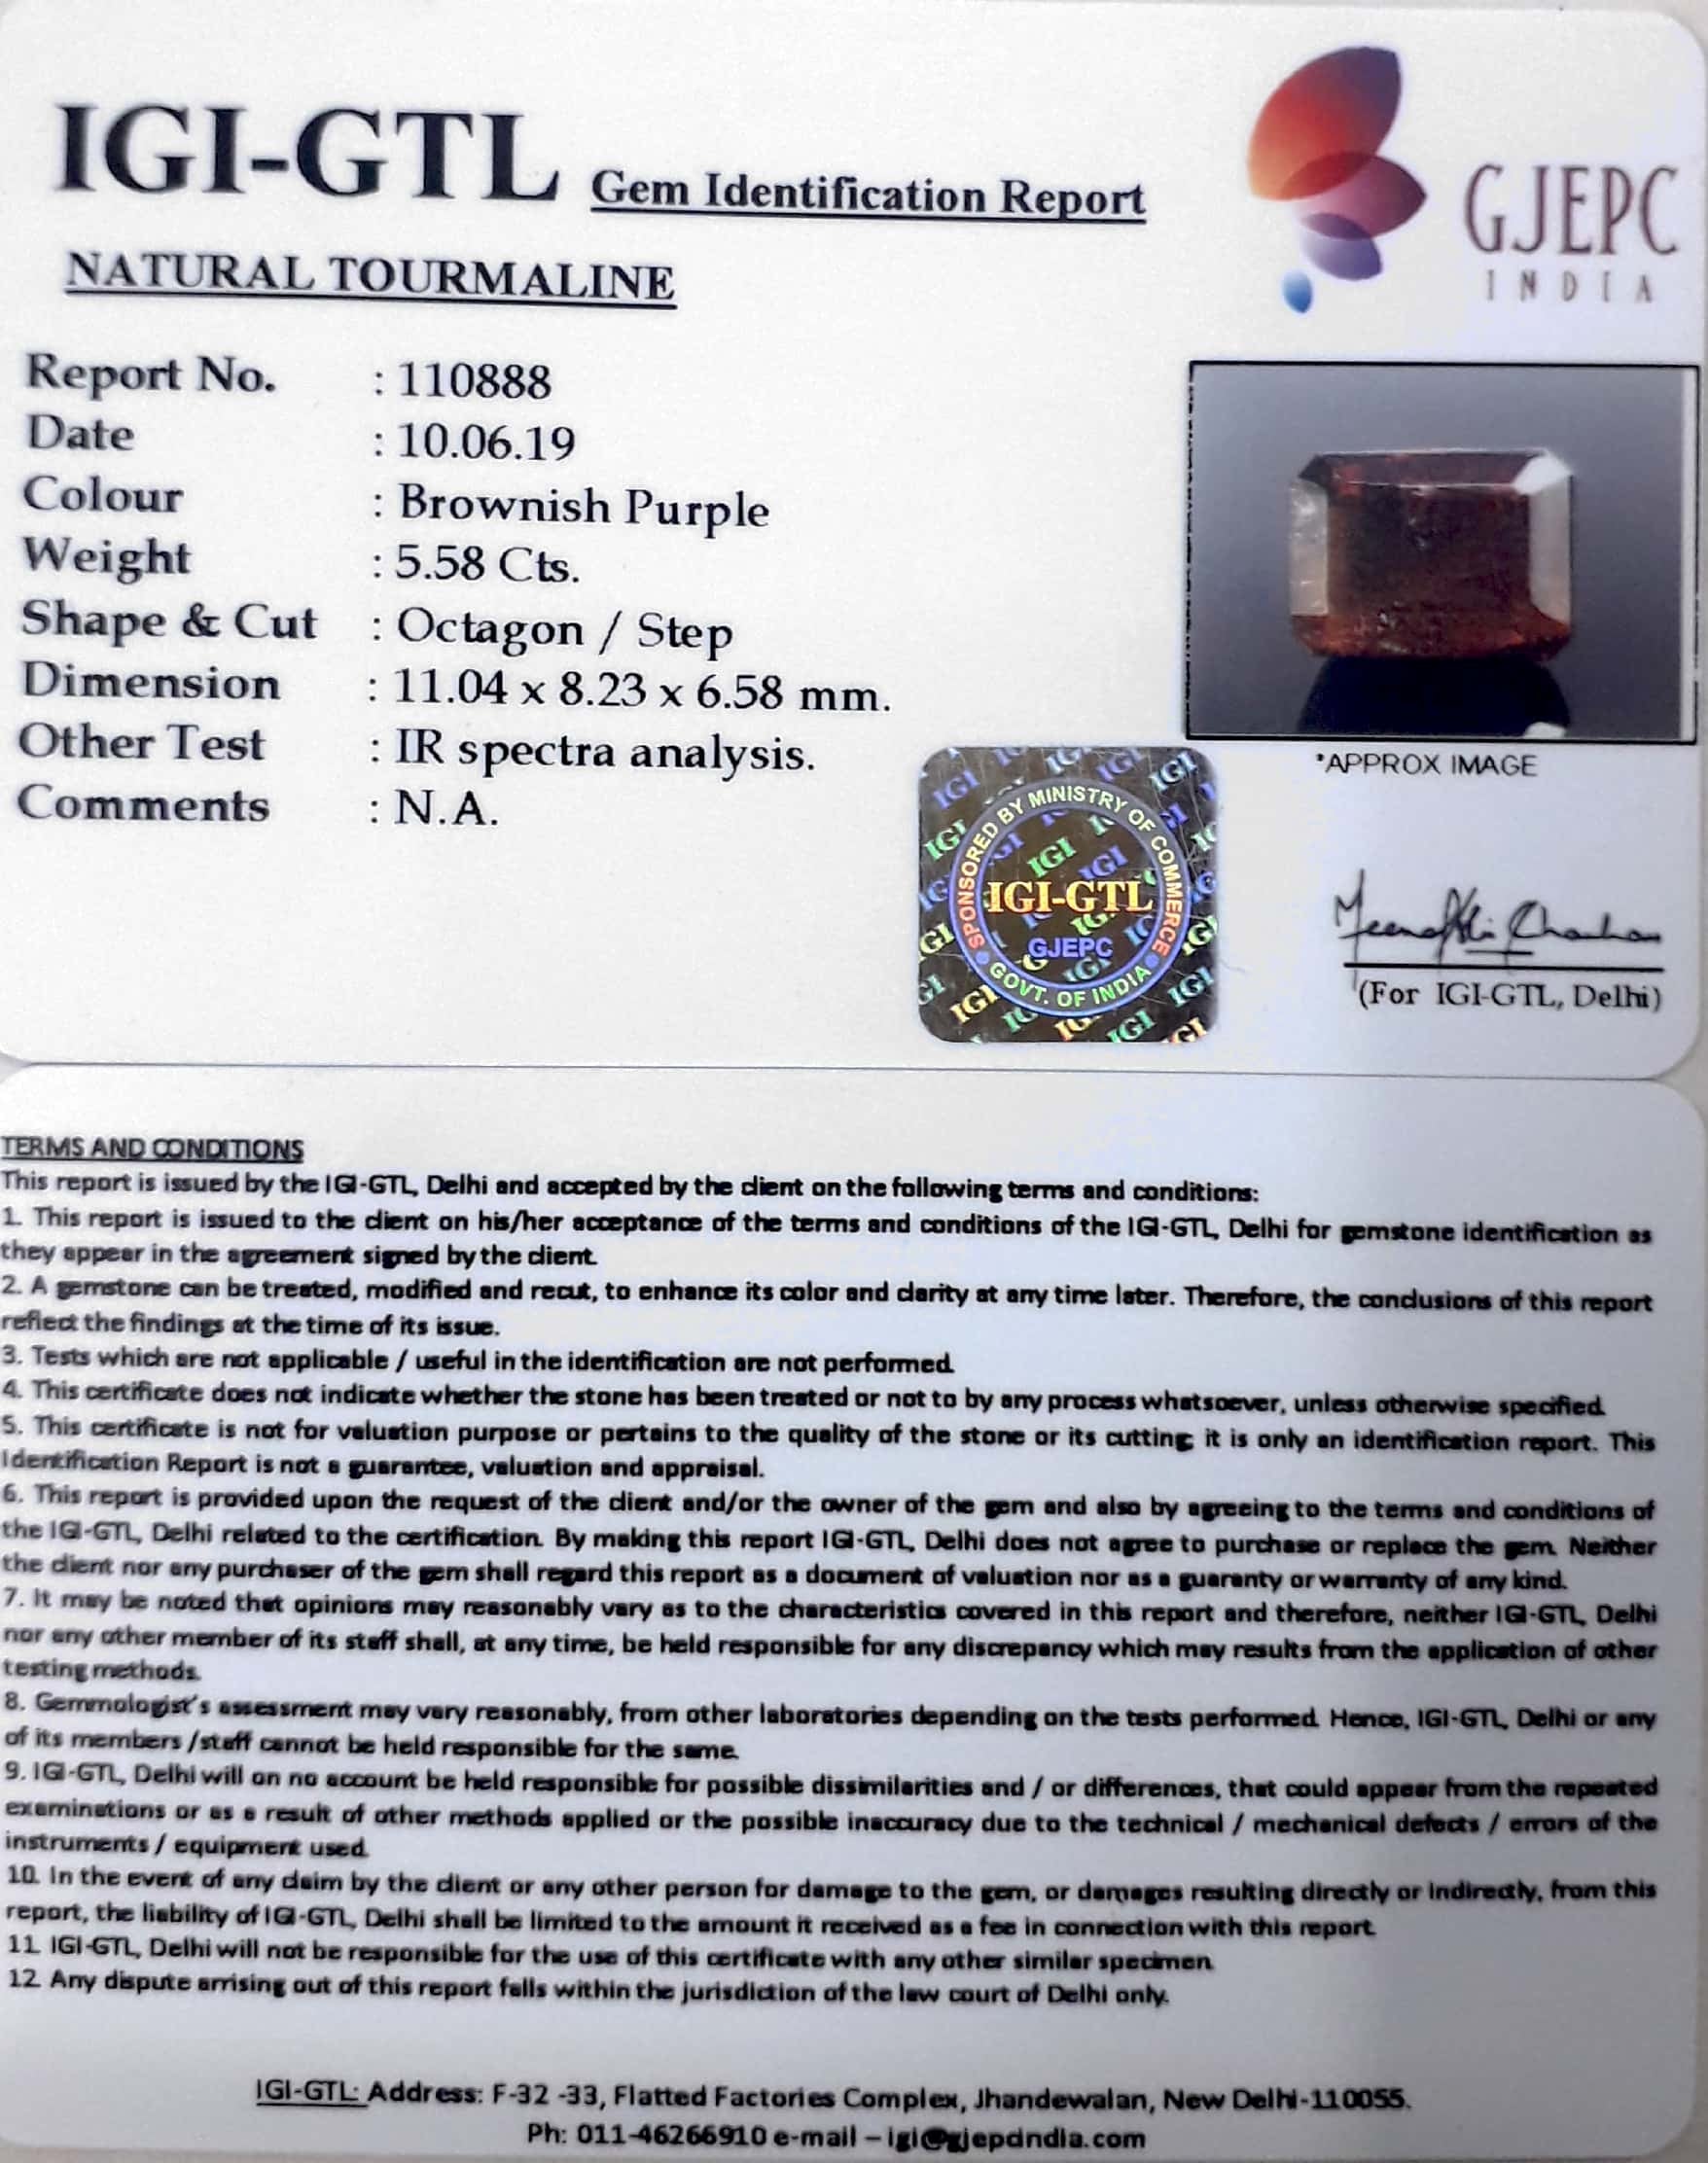 IGI-GTL Gem Identification Report
GJEPC
INDIA
NATURAL TOURMALINE
Report No. : 110888
Date : 10.06.19
Colour : Brownish Purple
Weight : 5.58 Cts.
Shape & Cut : Octagon / Step
Dimension : 11.04 x 8.23 x 6.58 mm.
Other Test : IR spectra analysis.
Comments : N.A.
*APPROX IMAGE
SPONSORED BY MINISTRY OF COMMERCE
IGI-GTL
GJEPC
GOVT. OF INDIA
(For IGI-GTL, Delhi)
TERMS AND CONDITIONS
This report is issued by the IGI-GTL, Delhi and accepted by the client on the following terms and conditions:
1. This report is issued to the client on his/her acceptance of the terms and conditions of the IGI-GTL, Delhi for gemstone identification as
they appear in the agreement signed by the client.
2. A gemstone can be treated, modified and recut, to enhance its color and clarity at any time later. Therefore, the conclusions of this report
reflect the findings at the time of its issue.
3. Tests which are not applicable / useful in the identification are not performed.
4. This certificate does not indicate whether the stone has been treated or not to by any process whatsoever, unless otherwise specified.
5. This certificate is not for valuation purpose or pertains to the quality of the stone or its cutting; it is only an identification report. This
Identification Report is not a guarantee, valuation and appraisal.
6. This report is provided upon the request of the client and/or the owner of the gem and also by agreeing to the terms and conditions of
the IGI-GTL, Delhi related to the certification. By making this report IGI-GTL, Delhi does not agree to purchase or replace the gem. Neither
the client nor any purchaser of the gem shall regard this report as a document of valuation nor as a guaranty or warranty of any kind.
7. It may be noted that opinions may reasonably vary as to the characteristics covered in this report and therefore, neither IGI-GTL, Delhi
nor any other member of its staff shall, at any time, be held responsible for any discrepancy which may results from the application of other
testing methods.
8. Gemmologist's assessment may vary reasonably, from other laboratories depending on the tests performed. Hence, IGI-GTL, Delhi or any
of its members /staff cannot be held responsible for the same.
9. IGI-GTL, Delhi will on no account be held responsible for possible dissimilarities and / or differences, that could appear from the repeated
examinations or as a result of other methods applied or the possible inaccuracy due to the technical / mechanical defects / errors of the
instruments / equipment used.
10. In the event of any claim by the client or any other person for damage to the gem, or damages resulting directly or indirectly, from this
report, the liability of IGI-GTL, Delhi shall be limited to the amount it received as a fee in connection with this report.
11. IGI-GTL, Delhi will not be responsible for the use of this certificate with any other similar specimen.
12. Any dispute arrising out of this report falls within the jurisdiction of the law court of Delhi only.
IGI-GTL: Address: F-32 -33, Flatted Factories Complex, Jhandewalan, New Delhi-110055.
Ph: 011-46266910 e-mail – igi@gjepcindia.com